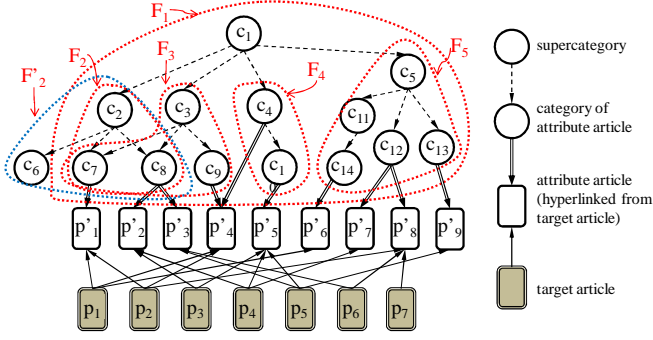 F₁
c₁
F₂
F₃
F'₂
F₄
F₅
c₅
supercategory
c₂
c₃
c₄
c₁₁
category of
attribute article
c₆
c₇
c₈
c₉
c₁
0
c₁₄
c₁₂
c₁₃
p'₁
p'₂
p'₃
p'₄
p'₅
p'₆
p'₇
p'₈
p'₉
attribute article
(hyperlinked from
target article)
p₁
p₂
p₃
p₄
p₅
p₆
p₇
target article